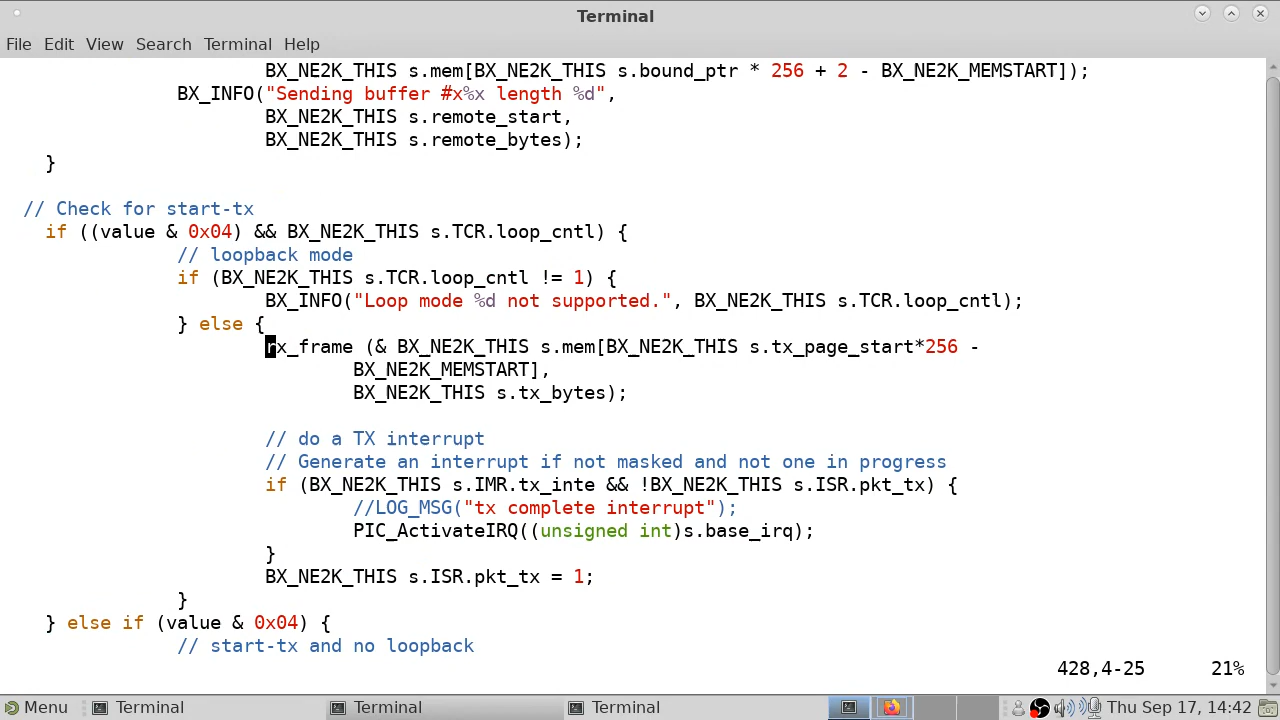 Terminal
File Edit View Search Terminal Help
BX_NE2K_THIS s.mem[BX_NE2K_THIS s.bound_ptr * 256 + 2 - BX_NE2K_MEMSTART]);
BX_INFO("Sending buffer #x%x length %d",
BX_NE2K_THIS s.remote_start,
BX_NE2K_THIS s.remote_bytes);
}
// Check for start-tx
if ((value & 0x04) && BX_NE2K_THIS s.TCR.loop_cntl) {
// loopback mode
if (BX_NE2K_THIS s.TCR.loop_cntl != 1) {
BX_INFO("Loop mode %d not supported.", BX_NE2K_THIS s.TCR.loop_cntl);
} else {
rx_frame (& BX_NE2K_THIS s.mem[BX_NE2K_THIS s.tx_page_start*256 -
BX_NE2K_MEMSTART],
BX_NE2K_THIS s.tx_bytes);
// do a TX interrupt
// Generate an interrupt if not masked and not one in progress
if (BX_NE2K_THIS s.IMR.tx_inte && !BX_NE2K_THIS s.ISR.pkt_tx) {
//LOG_MSG("tx complete interrupt");
PIC_ActivateIRQ((unsigned int)s.base_irq);
}
BX_NE2K_THIS s.ISR.pkt_tx = 1;
}
} else if (value & 0x04) {
// start-tx and no loopback
428,4-25 21%
Menu Terminal Terminal Terminal Thu Sep 17, 14:42